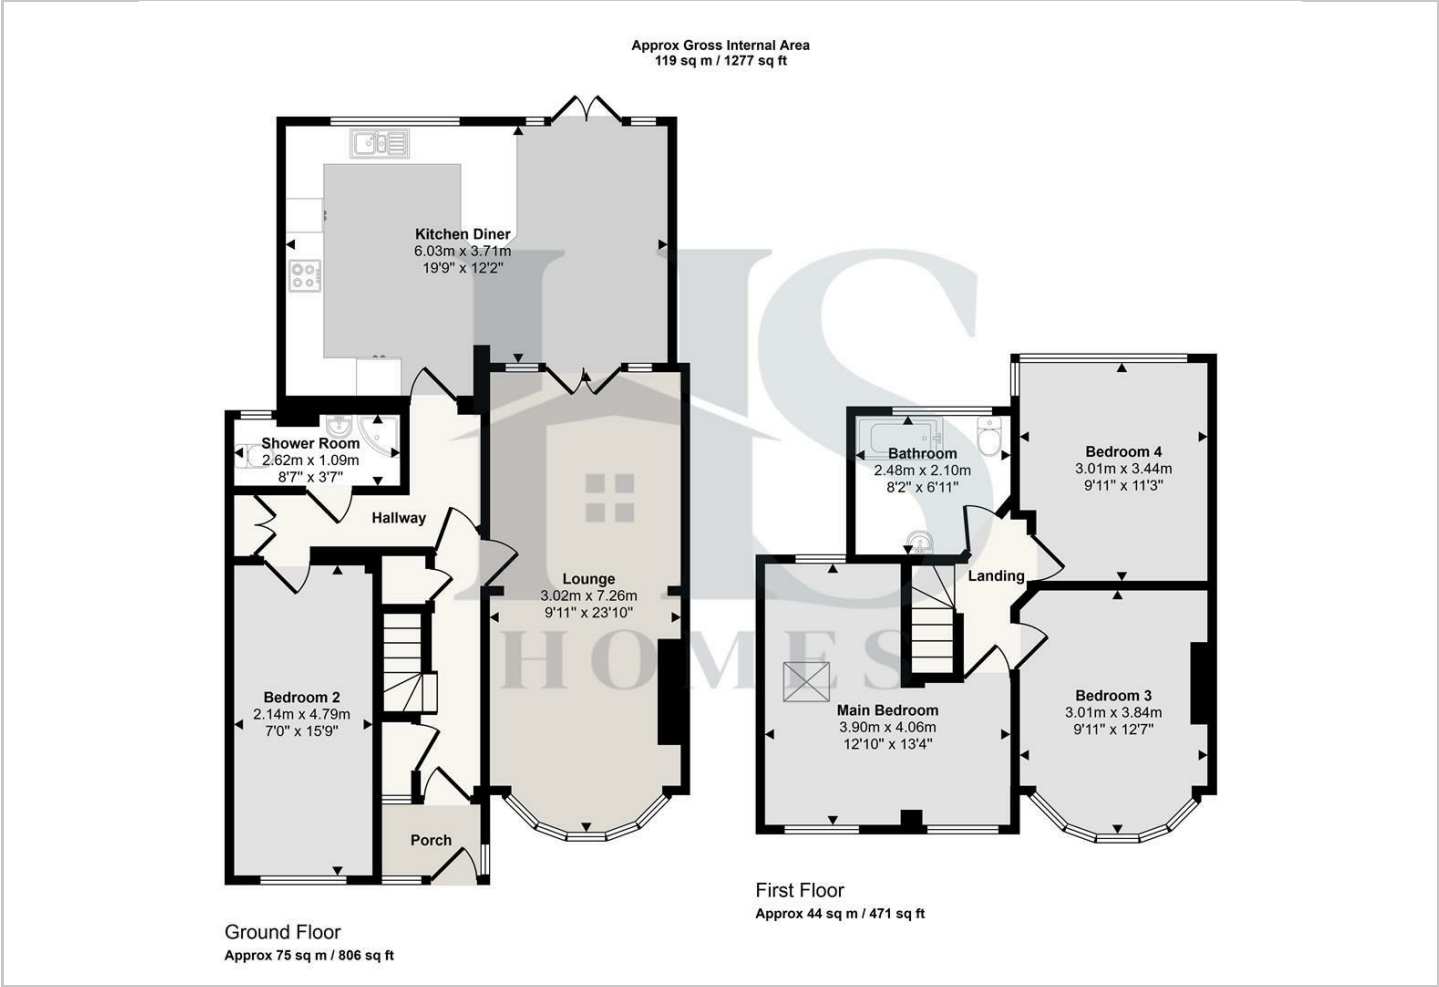 Approx Gross Internal Area
119 sq m / 1277 sq ft
Kitchen Diner
6.03m x 3.71m
19'9" x 12'2"
Shower Room
2.62m x 1.09m
8'7" x 3'7"
Hallway
Lounge
3.02m x 7.26m
9'11" x 23'10"
Bedroom 2
2.14m x 4.79m
7'0" x 15'9"
Porch
Ground Floor
Approx 75 sq m / 806 sq ft
Bathroom
2.48m x 2.10m
8'2" x 6'11"
Bedroom 4
3.01m x 3.44m
9'11" x 11'3"
Landing
Main Bedroom
3.90m x 4.06m
12'10" x 13'4"
Bedroom 3
3.01m x 3.84m
9'11" x 12'7"
First Floor
Approx 44 sq m / 471 sq ft
HS
HOMES